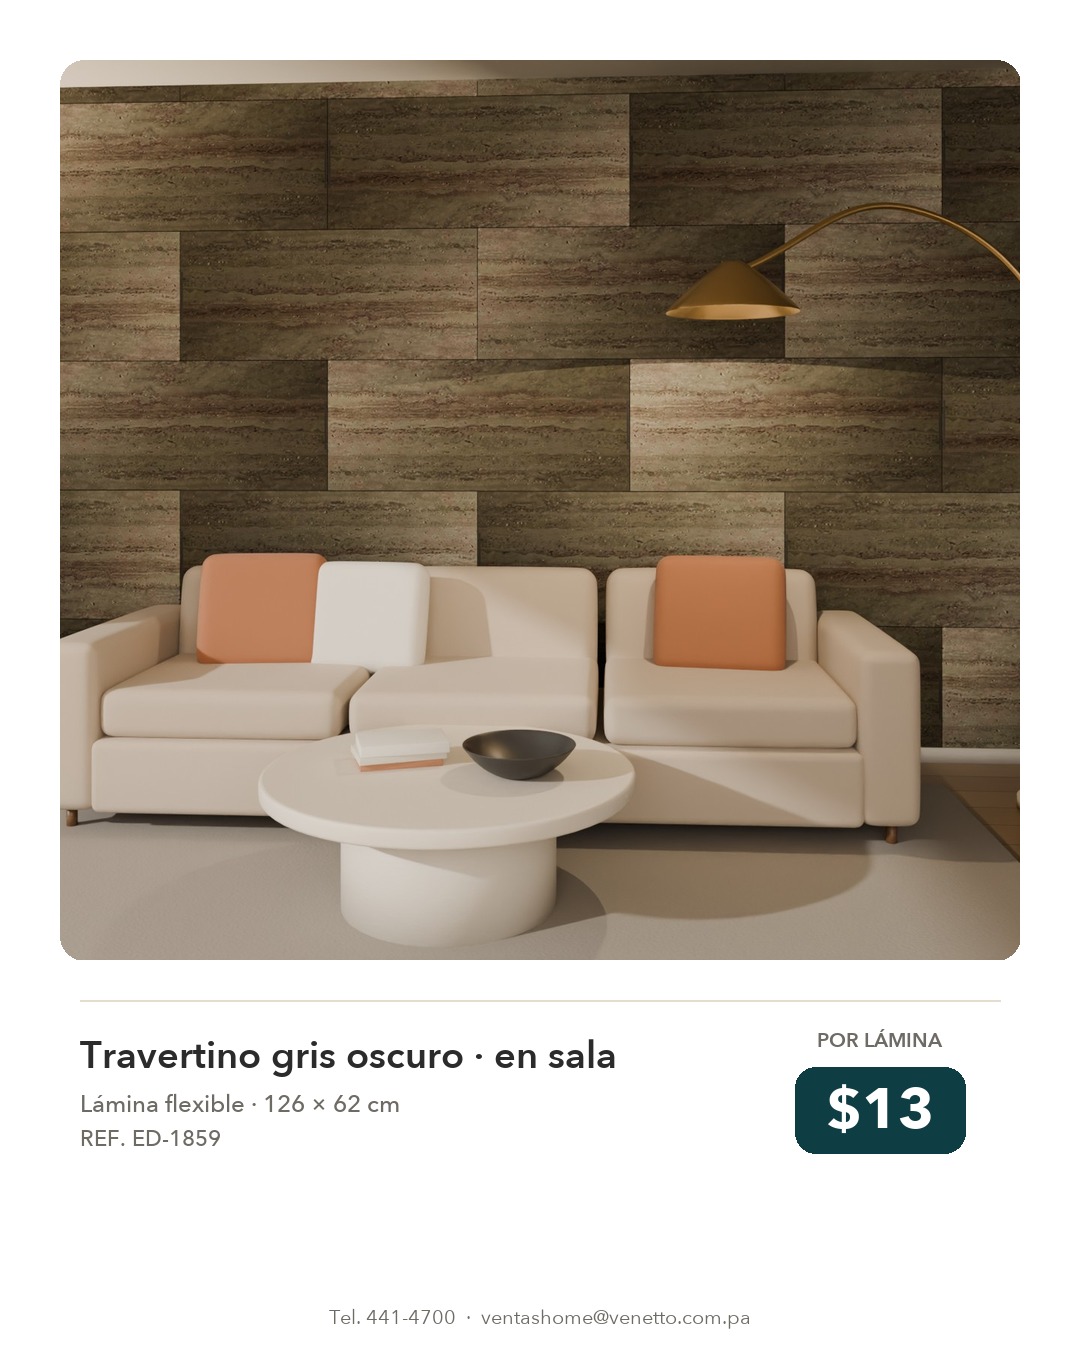 Travertino gris oscuro · en sala
Lámina flexible · 126 × 62 cm
REF. ED-1859
POR LÁMINA
$13
Tel. 441-4700 · ventashome@venetto.com.pa